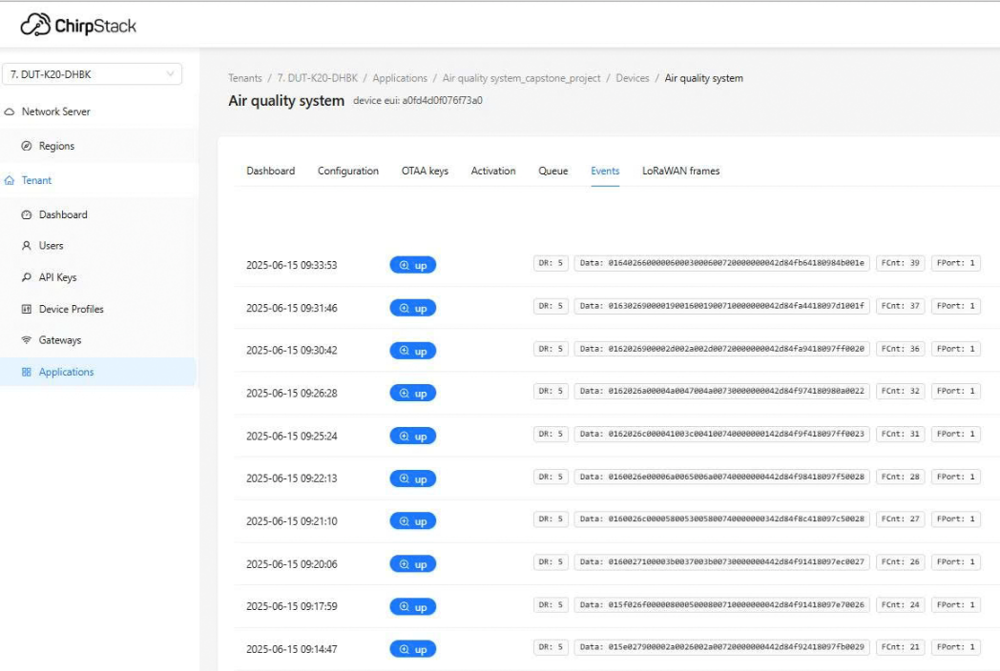 ChirpStack
7. DUT-K20-DHBK
Network Server
Regions
Tenant
Dashboard
Users
API Keys
Device Profiles
Gateways
Applications
Tenants / 7. DUT-K20-DHBK / Applications / Air quality system_capstone_project / Devices / Air quality system
Air quality system device eui: a0fd4d0f076f73a0
Dashboard Configuration OTAA keys Activation Queue Events LoRaWAN frames
2025-06-15 09:33:53 up DR: 5 Data: 016402660000060003000600720000000042d84fb64180984b001e FCnt: 39 FPort: 1
2025-06-15 09:31:46 up DR: 5 Data: 016302690000190016001900710000000042d84fa4418097d1001f FCnt: 37 FPort: 1
2025-06-15 09:30:42 up DR: 5 Data: 0162026900002d002a002d00720000000042d84fa9418097ff0020 FCnt: 36 FPort: 1
2025-06-15 09:26:28 up DR: 5 Data: 0162026a00004a0047004a00730000000042d84f974180980a0022 FCnt: 32 FPort: 1
2025-06-15 09:25:24 up DR: 5 Data: 0162026c000041003c004100740000000142d84f9f418097ff0023 FCnt: 31 FPort: 1
2025-06-15 09:22:13 up DR: 5 Data: 0160026e00006a0065006a00740000000442d84f98418097f50028 FCnt: 28 FPort: 1
2025-06-15 09:21:10 up DR: 5 Data: 0160026c0000580053005800740000000342d84f8c418097c50028 FCnt: 27 FPort: 1
2025-06-15 09:20:06 up DR: 5 Data: 0160027100003b0037003b00730000000442d84f91418097ec0027 FCnt: 26 FPort: 1
2025-06-15 09:17:59 up DR: 5 Data: 015f026f0000080005000800710000000042d84f91418097e70026 FCnt: 24 FPort: 1
2025-06-15 09:14:47 up DR: 5 Data: 015e027900002a0026002a00720000000442d84f92418097fb0029 FCnt: 21 FPort: 1